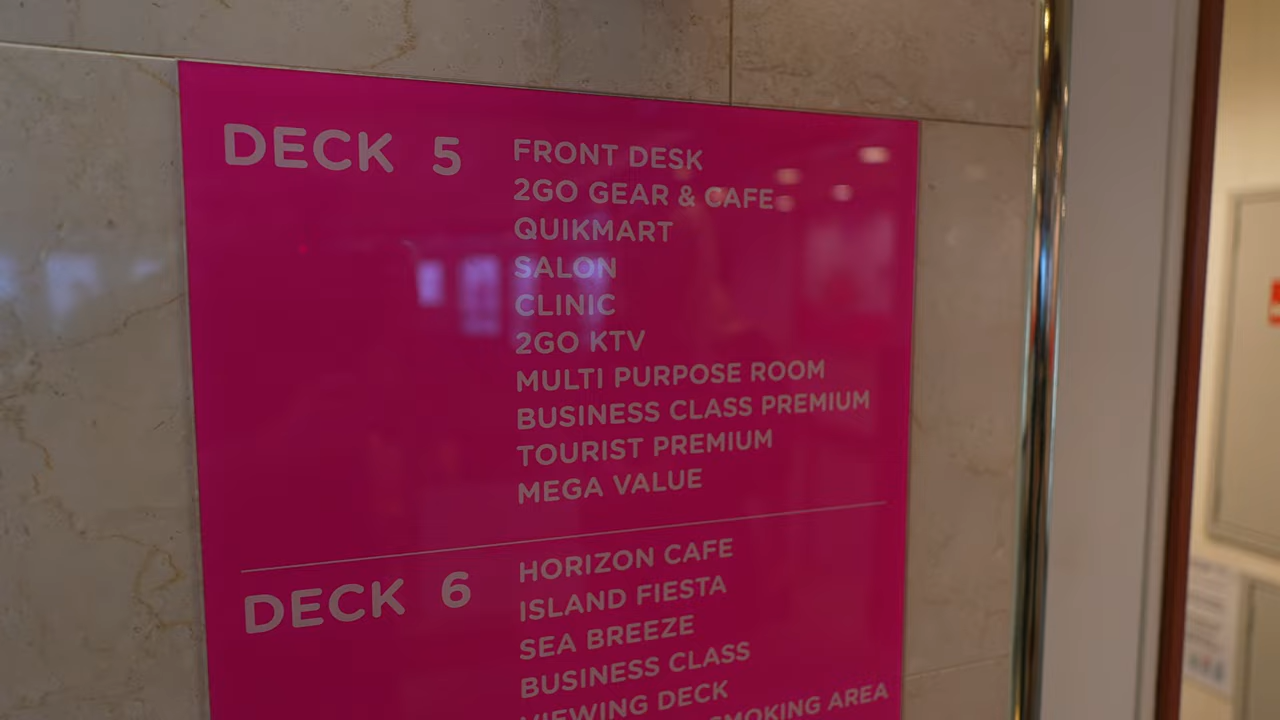 DECK 5
FRONT DESK
2GO GEAR & CAFE
QUIKMART
SALON
CLINIC
2GO KTV
MULTI PURPOSE ROOM
BUSINESS CLASS PREMIUM
TOURIST PREMIUM
MEGA VALUE
DECK 6
HORIZON CAFE
ISLAND FIESTA
SEA BREEZE
BUSINESS CLASS
VIEWING DECK
SMOKING AREA